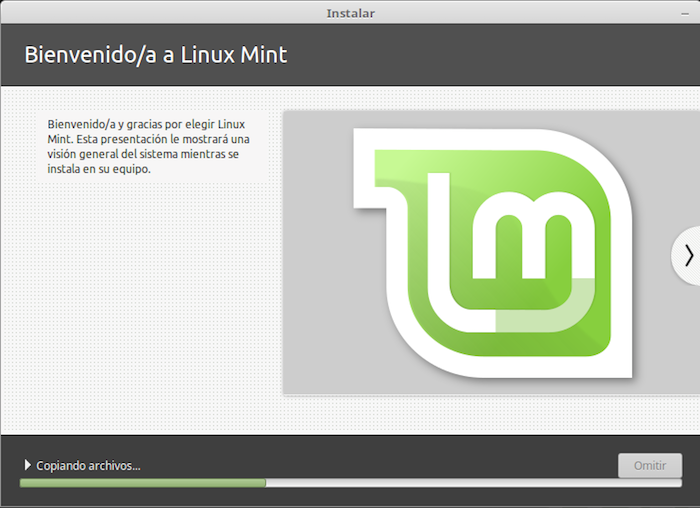 Instalar
Bienvenido/a a Linux Mint
Bienvenido/a y gracias por elegir Linux
Mint. Esta presentación le mostrará una
visión general del sistema mientras se
instala en su equipo.
Copiando archivos...
Omitir